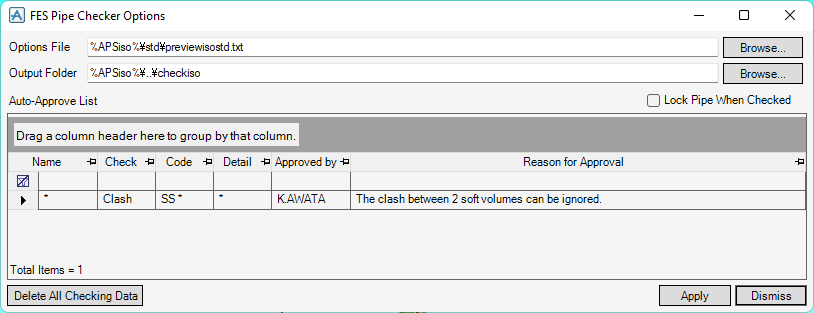 FES Pipe Checker Options
Options File %APSiso%¥std¥previewisostd.txt Browse...
Output Folder %APSiso%¥..¥checkiso Browse...
Auto-Approve List Lock Pipe When Checked
Drag a column header here to group by that column.
Name Check Code Detail Approved by Reason for Approval
* Clash SS* * K.AWATA The clash between 2 soft volumes can be ignored.
Total Items = 1
Delete All Checking Data Apply Dismiss